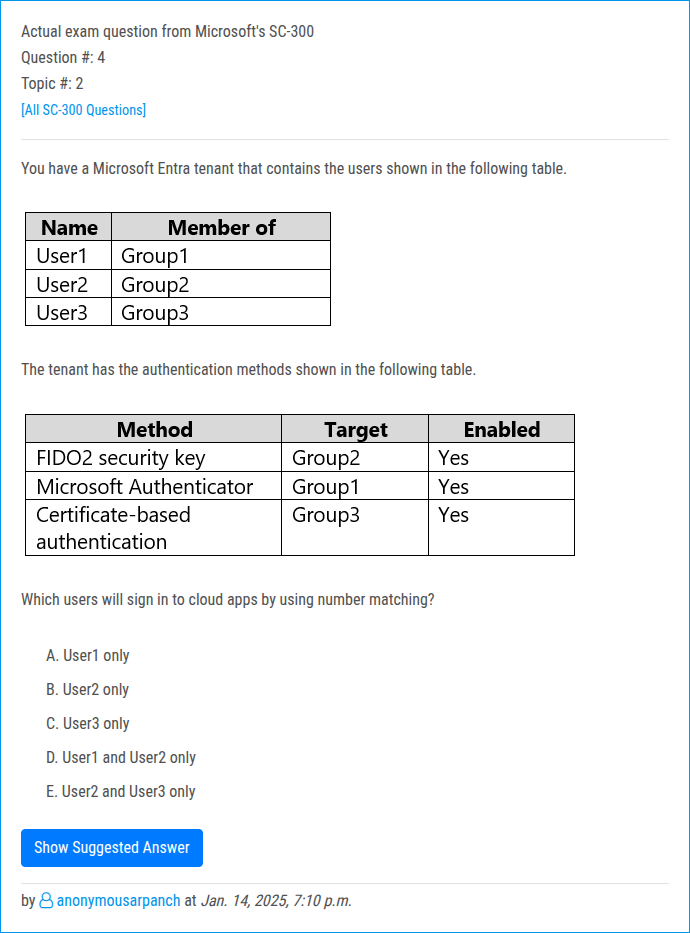 Actual exam question from Microsoft's SC-300
Question #: 4
Topic #: 2
[All SC-300 Questions]
You have a Microsoft Entra tenant that contains the users shown in the following table.
Name Member of
User1 Group1
User2 Group2
User3 Group3
The tenant has the authentication methods shown in the following table.
Method Target Enabled
FIDO2 security key Group2 Yes
Microsoft Authenticator Group1 Yes
Certificate-based Group3 Yes
authentication
Which users will sign in to cloud apps by using number matching?
A. User1 only
B. User2 only
C. User3 only
D. User1 and User2 only
E. User2 and User3 only
Show Suggested Answer
by anonymousarpanch at Jan. 14, 2025, 7:10 p.m.